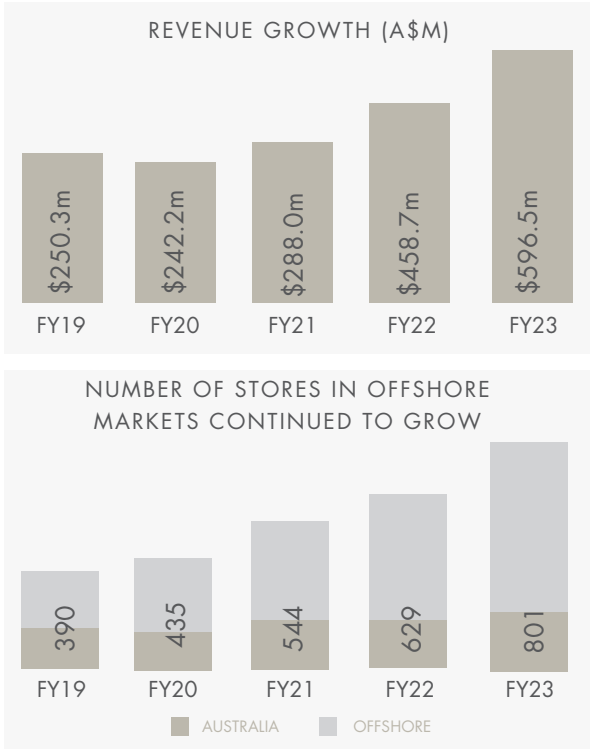 REVENUE GROWTH (A$M)
$250.3m
$242.2m
$288.0m
$458.7m
$596.5m
FY19
FY20
FY21
FY22
FY23
NUMBER OF STORES IN OFFSHORE
MARKETS CONTINUED TO GROW
390
435
544
629
801
FY19
FY20
FY21
FY22
FY23
AUSTRALIA
OFFSHORE